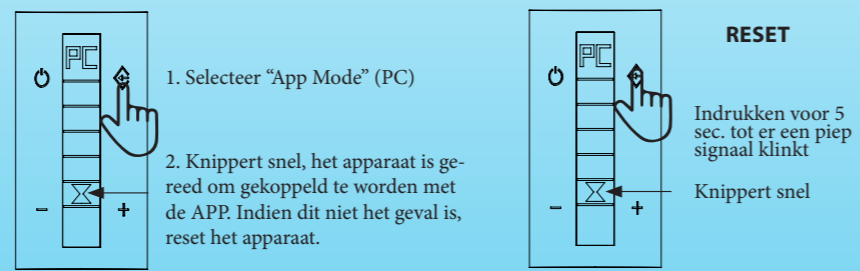 PC
1. Selecteer “App Mode” (PC)
2. Knippert snel, het apparaat is ge-
reed om gekoppeld te worden met
de APP. Indien dit niet het geval is,
reset het apparaat.
- +
RESET
PC
Indrukken voor 5
sec. tot er een piep
signaal klinkt
Knippert snel
- +